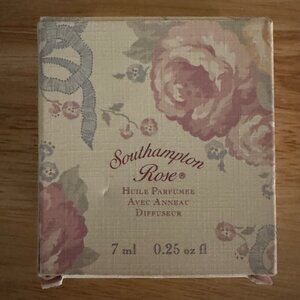 Southampton
Rose®
HUILE PARFUMEE
AVEC ANNEAU
DIFFUSEUR
7 ml 0.25 oz fl